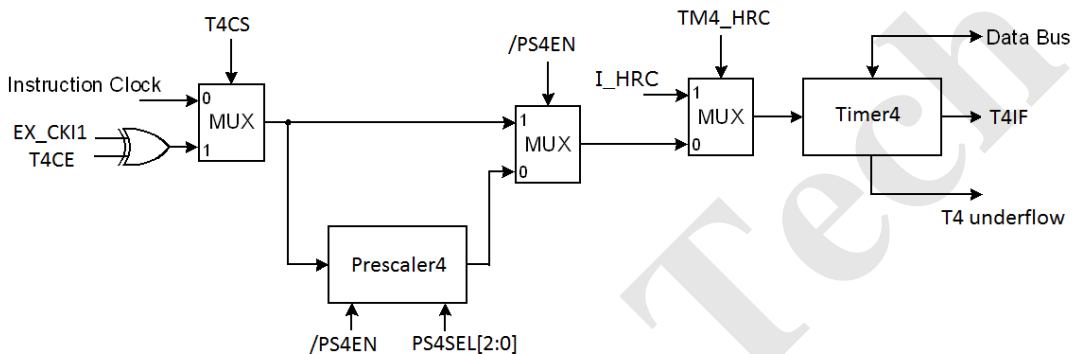 T4CS
TM4_HRC
/PS4EN
Data Bus
Instruction Clock
0
I_HRC
1
EX_CKI1
MUX
1
MUX
Timer4
T4IF
T4CE
1
MUX
0
0
T4 underflow
Prescaler4
/PS4EN
PS4SEL[2:0]
Tech